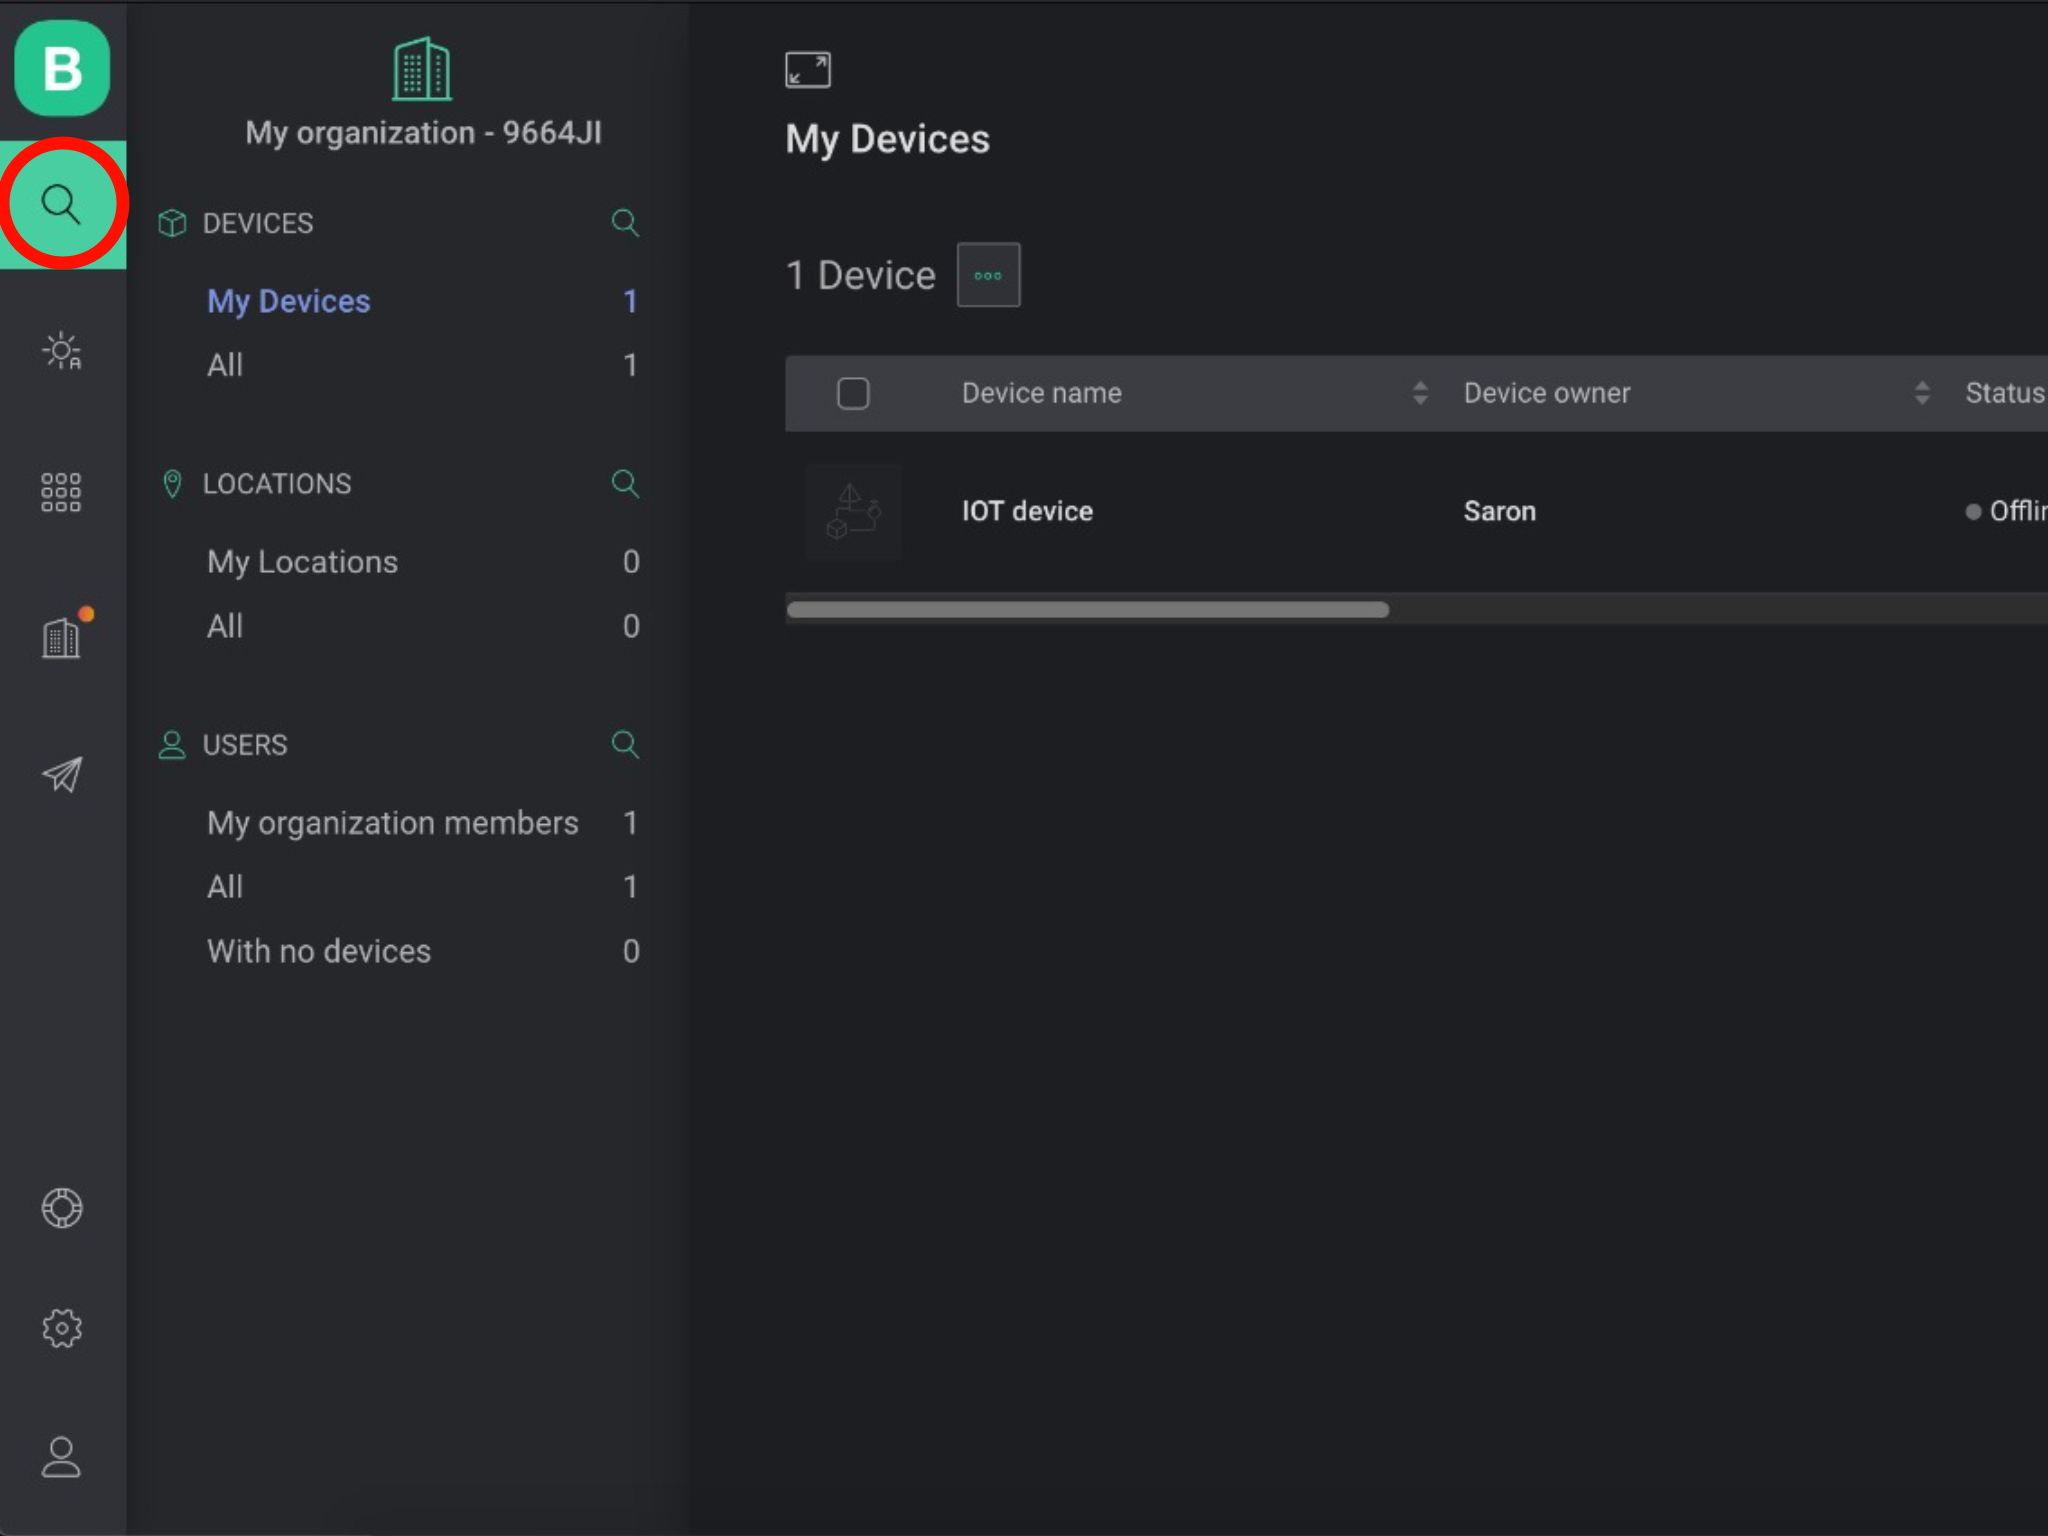 B
My organization - 9664JI
DEVICES
My Devices 1
All 1
LOCATIONS
My Locations 0
All 0
USERS
My organization members 1
All 1
With no devices 0
My Devices
1 Device
Device name Device owner Status
IOT device Saron
A